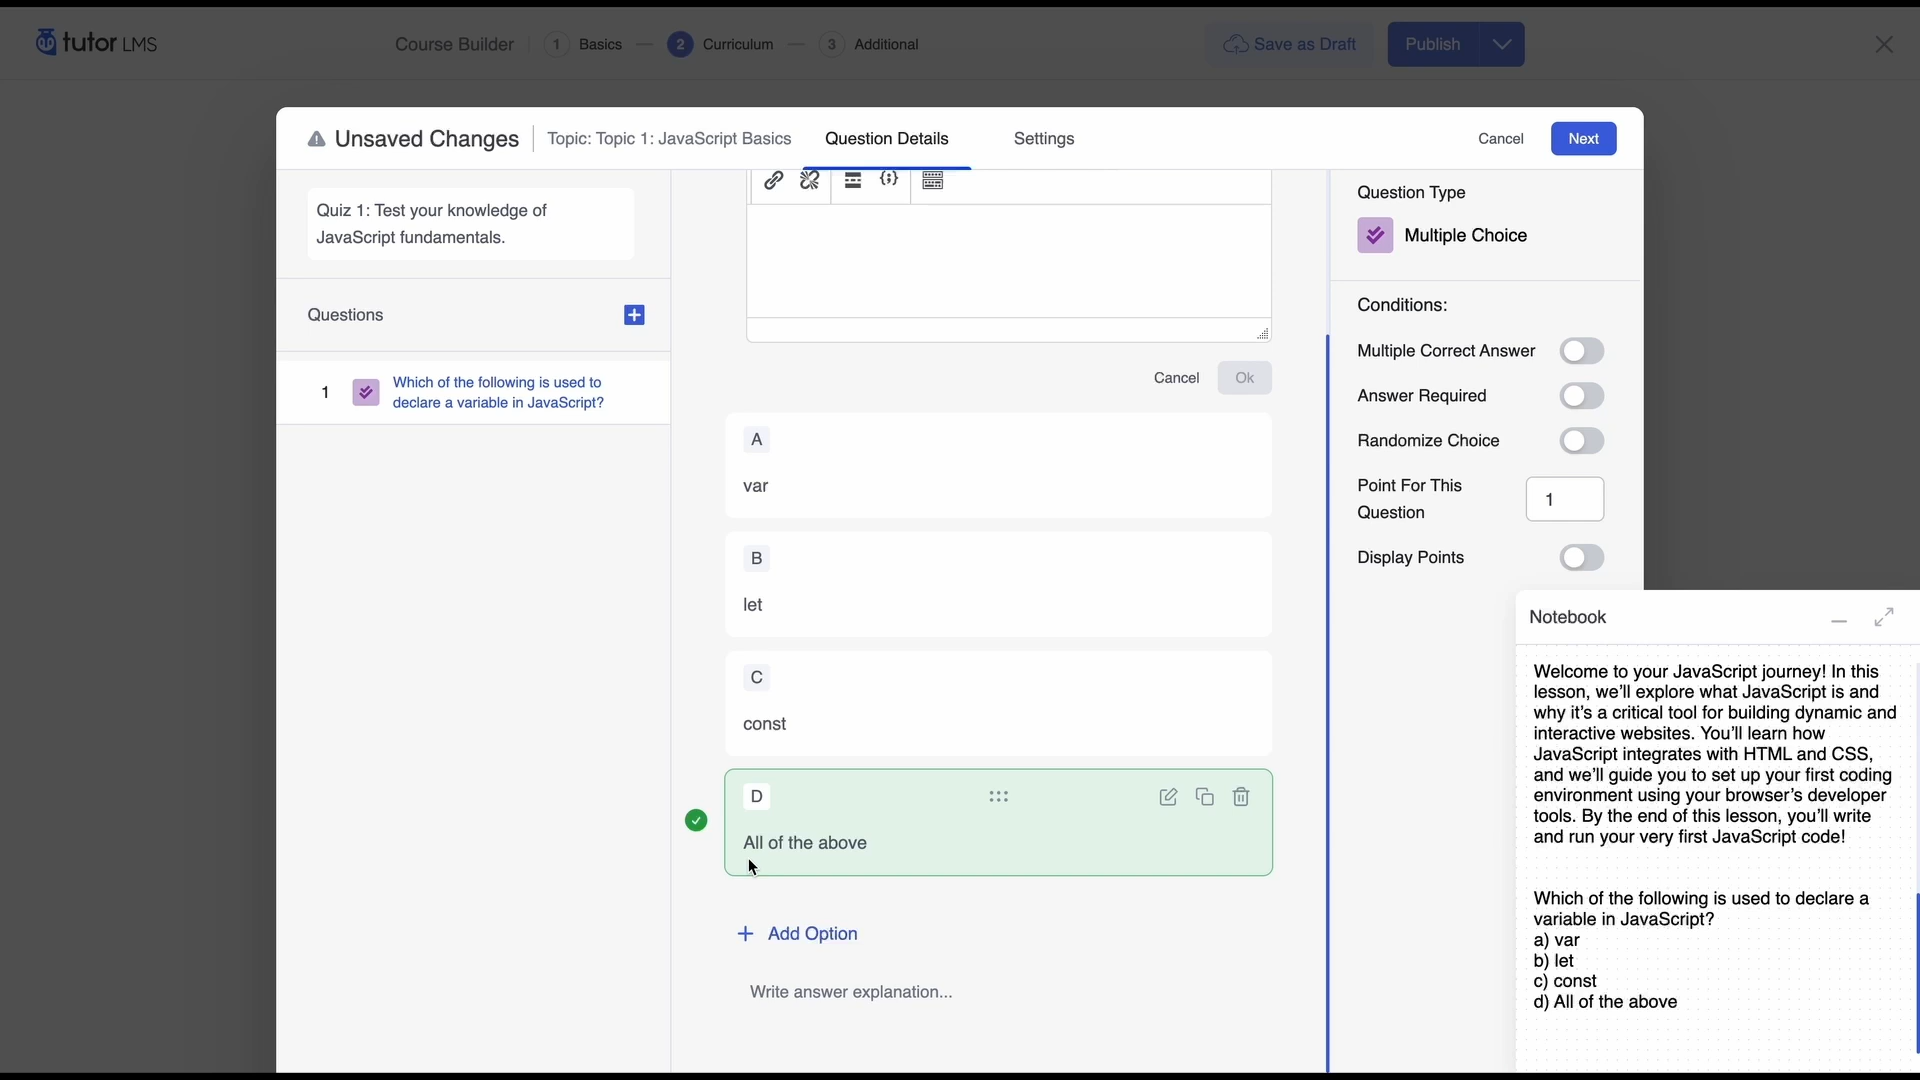 tutor LMS
Course Builder
1 Basics
2 Curriculum
3 Additional
Save as Draft
Publish
Unsaved Changes
Topic: Topic 1: JavaScript Basics
Question Details
Settings
Cancel
Next
Quiz 1: Test your knowledge of
JavaScript fundamentals.
Questions
1
Which of the following is used to
declare a variable in JavaScript?
Cancel
Ok
A
var
B
let
C
const
D
All of the above
Add Option
Write answer explanation...
Question Type
Multiple Choice
Conditions:
Multiple Correct Answer
Answer Required
Randomize Choice
Point For This
Question
1
Display Points
Notebook
Welcome to your JavaScript journey! In this
lesson, we’ll explore what JavaScript is and
why it’s a critical tool for building dynamic and
interactive websites. You’ll learn how
JavaScript integrates with HTML and CSS,
and we’ll guide you to set up your first coding
environment using your browser’s developer
tools. By the end of this lesson, you’ll write
and run your very first JavaScript code!
Which of the following is used to declare a
variable in JavaScript?
a) var
b) let
c) const
d) All of the above